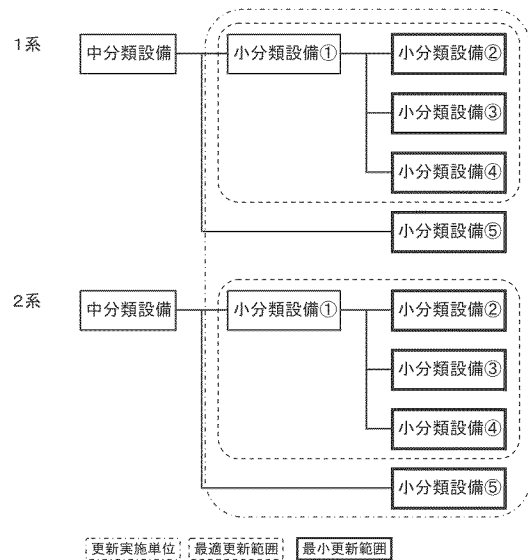 1系
中分類設備 小分類設備① 小分類設備②
小分類設備③
小分類設備④
小分類設備⑤
2系
中分類設備 小分類設備① 小分類設備②
小分類設備③
小分類設備④
小分類設備⑤
更新実施単位 最適更新範囲 最小更新範囲